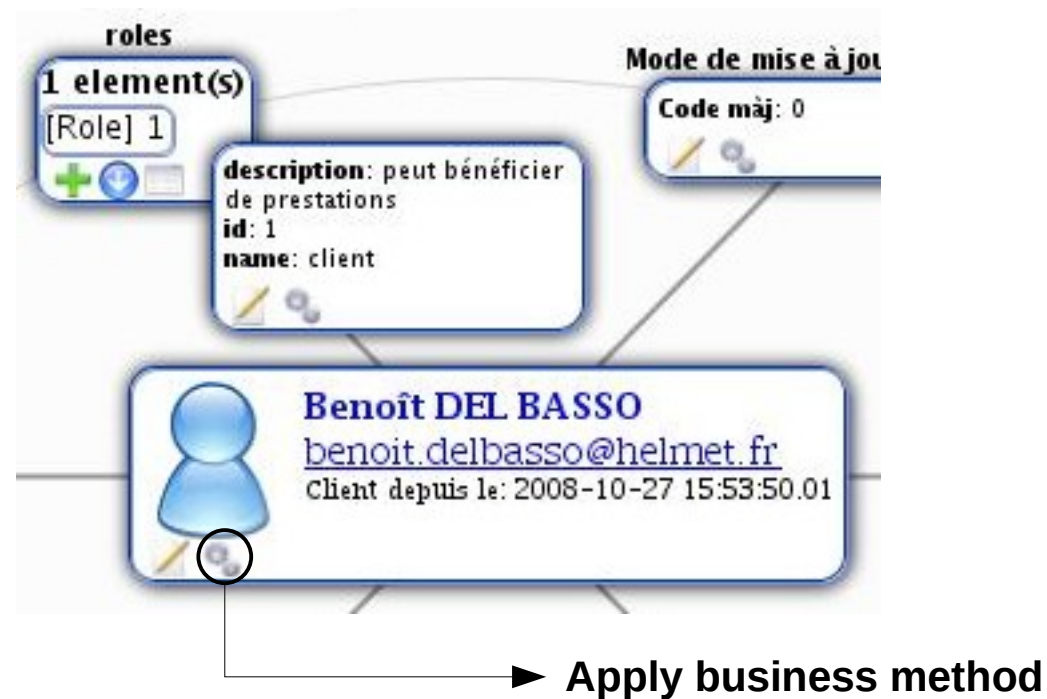 roles
1 element(s)
[Role] 1
Mode de mise à jou
Code màj: 0
description: peut bénéficier
de prestations
id: 1
name: client
Benoît DEL BASSO
benoit.delbasso@helmet.fr
Client depuis le: 2008-10-27 15:53:50.01
Apply business method